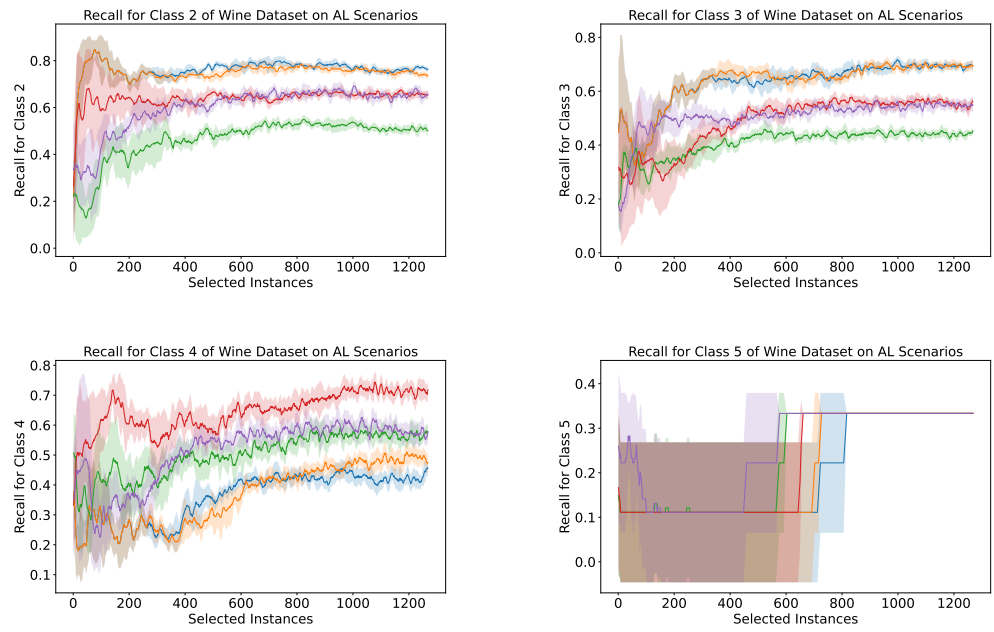 Recall for Class 2 of Wine Dataset on AL Scenarios
Recall for Class 2
0.8
0.6
0.4
0.2
0.0
0 200 400 600 800 1000 1200
Selected Instances
Recall for Class 3 of Wine Dataset on AL Scenarios
Recall for Class 3
0.8
0.6
0.4
0.2
0.0
0 200 400 600 800 1000 1200
Selected Instances
Recall for Class 4 of Wine Dataset on AL Scenarios
Recall for Class 4
0.8
0.7
0.6
0.5
0.4
0.3
0.2
0.1
0 200 400 600 800 1000 1200
Selected Instances
Recall for Class 5 of Wine Dataset on AL Scenarios
Recall for Class 5
0.4
0.3
0.2
0.1
0.0
0 200 400 600 800 1000 1200
Selected Instances